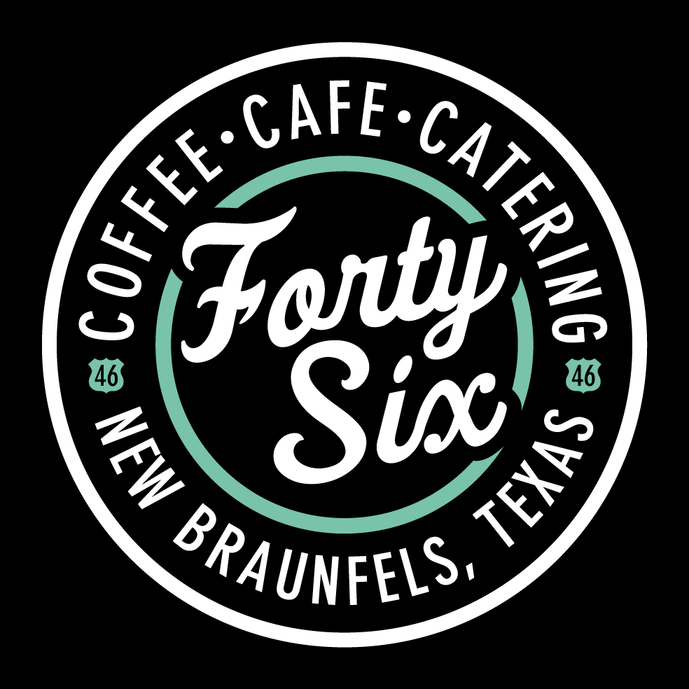 COFFEE • CAFE • CATERING
Forty
Six
46
46
NEW BRAUNFELS, TEXAS